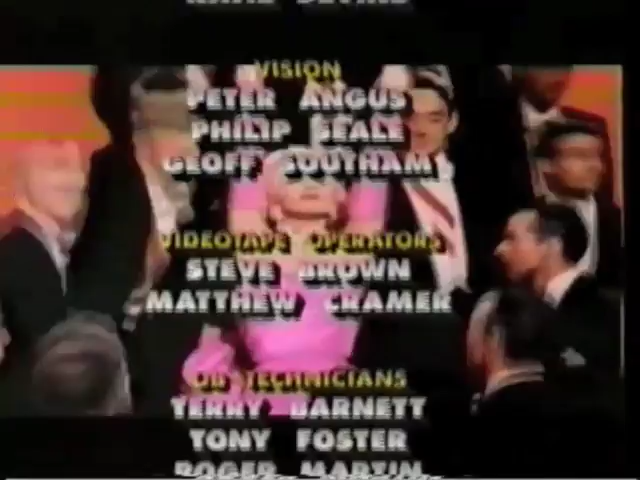 VISION
PETER ANGUS
PHILIP BEALE
GEOFF SOUTHAM
VIDEOTAPE OPERATORS
STEVE BROWN
MATTHEW CRAMER
OB TECHNICIANS
TERRY BARNETT
TONY FOSTER
ROGER MARTIN